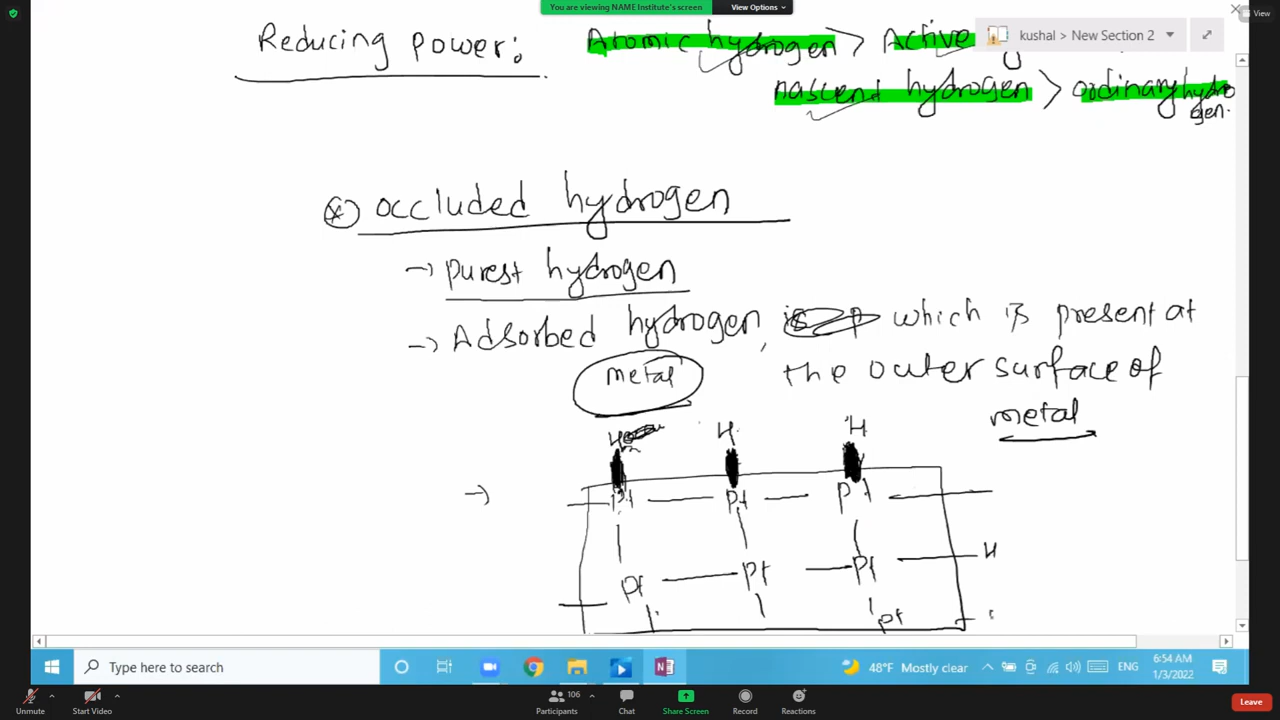 You are viewing NAME Institute's screen
View Options
View
kushal > New Section 2
Reducing power: Atomic hydrogen > Active
nascent hydrogen > ordinary hydro
gen.
occluded hydrogen
→ purest hydrogen
→ Adsorbed hydrogen, which is present at
metal
the outer surface of
metal
H H H
→ pt pt pt
H
pt pt pt
pt
Type here to search
48°F Mostly clear
ENG
6:54 AM
1/3/2022
Unmute
Start Video
106
Participants
Chat
Share Screen
Record
Reactions
Leave